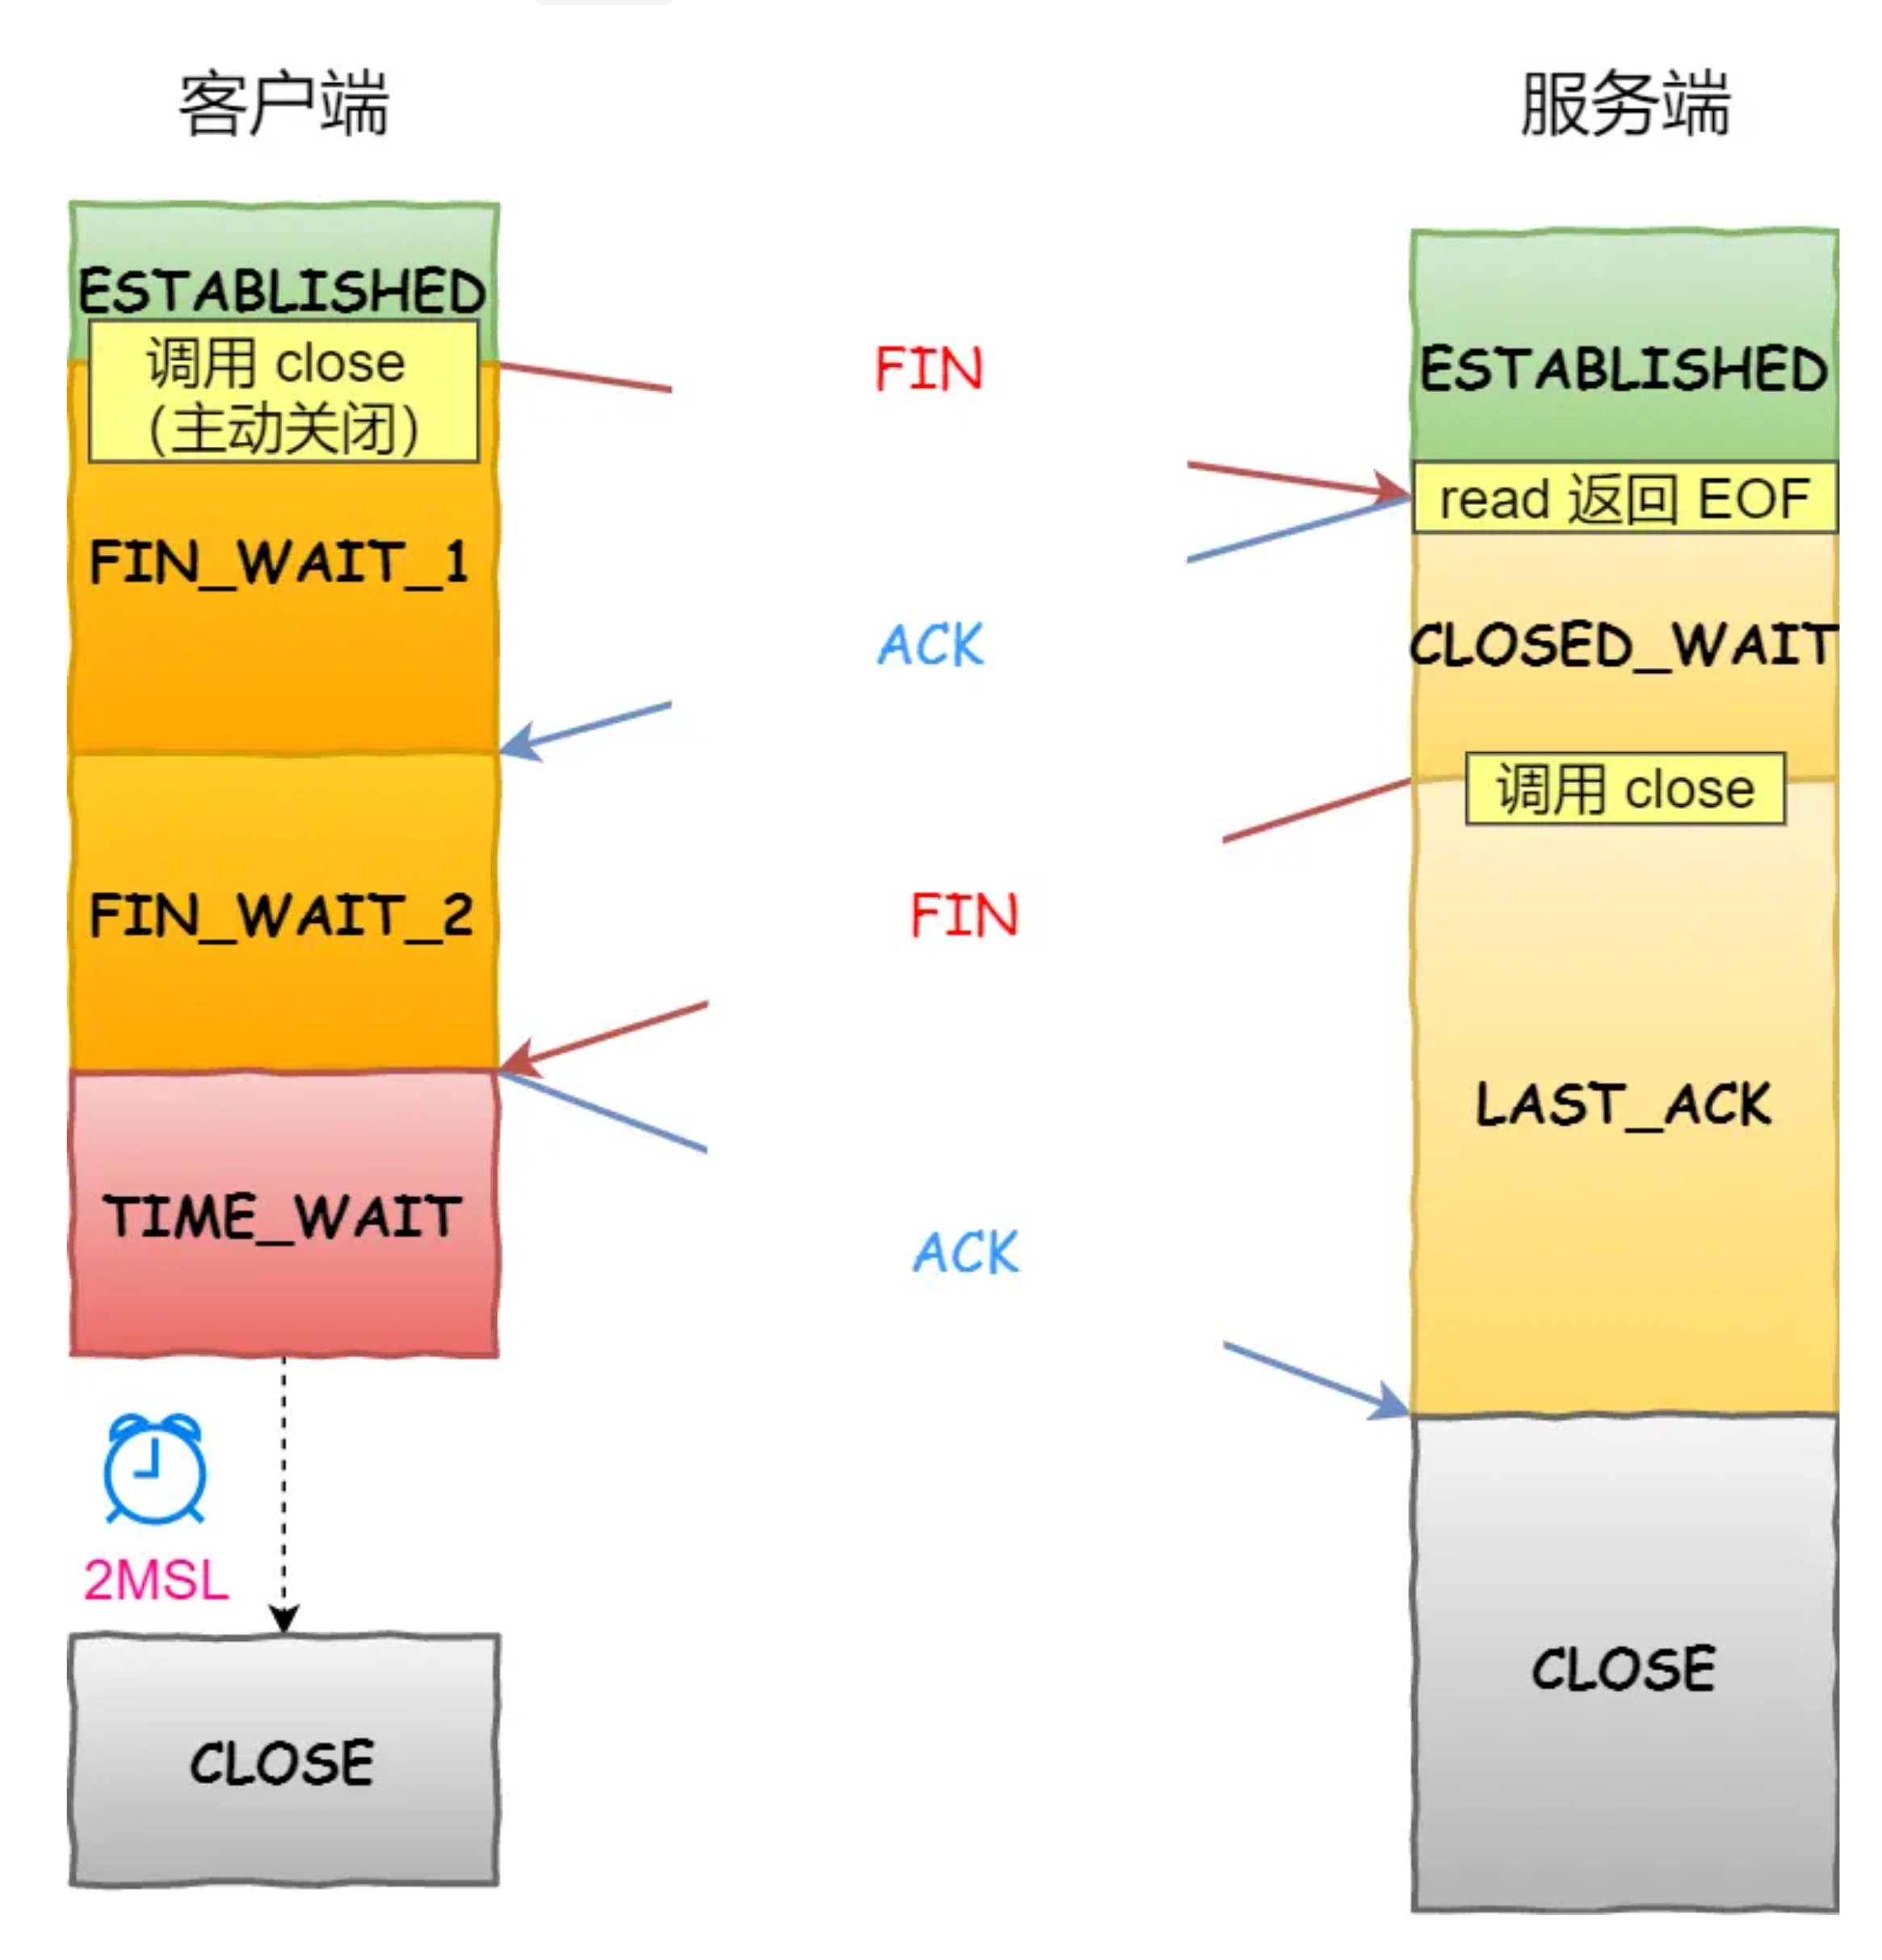 客户端
服务端
ESTABLISHED
调用 close
（主动关闭）
FIN
ESTABLISHED
read 返回 EOF
FIN_WAIT_1
ACK
CLOSED_WAIT
调用 close
FIN_WAIT_2
FIN
LAST_ACK
TIME_WAIT
ACK
2MSL
CLOSE
CLOSE